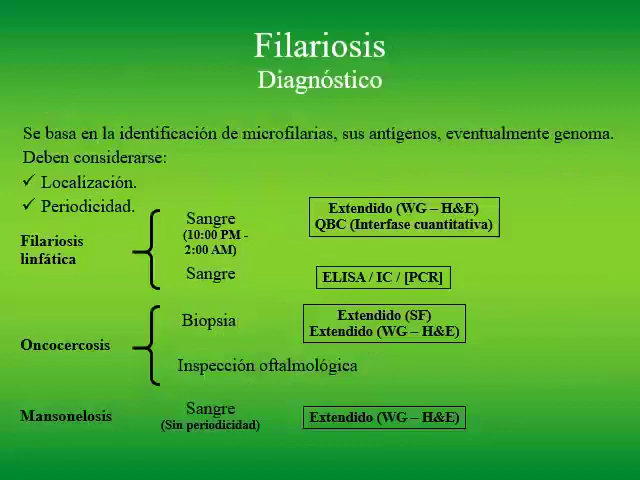 Filariosis
Diagnóstico
Se basa en la identificación de microfilarias, sus antígenos, eventualmente genoma.
Deben considerarse:
✓ Localización.
✓ Periodicidad.
Filariosis
linfática
Sangre
(10:00 PM -
2:00 AM)
Extendido (WG – H&E)
QBC (Interfase cuantitativa)
Sangre
ELISA / IC / [PCR]
Oncocercosis
Biopsia
Extendido (SF)
Extendido (WG – H&E)
Inspección oftalmológica
Mansonelosis
Sangre
(Sin periodicidad)
Extendido (WG – H&E)